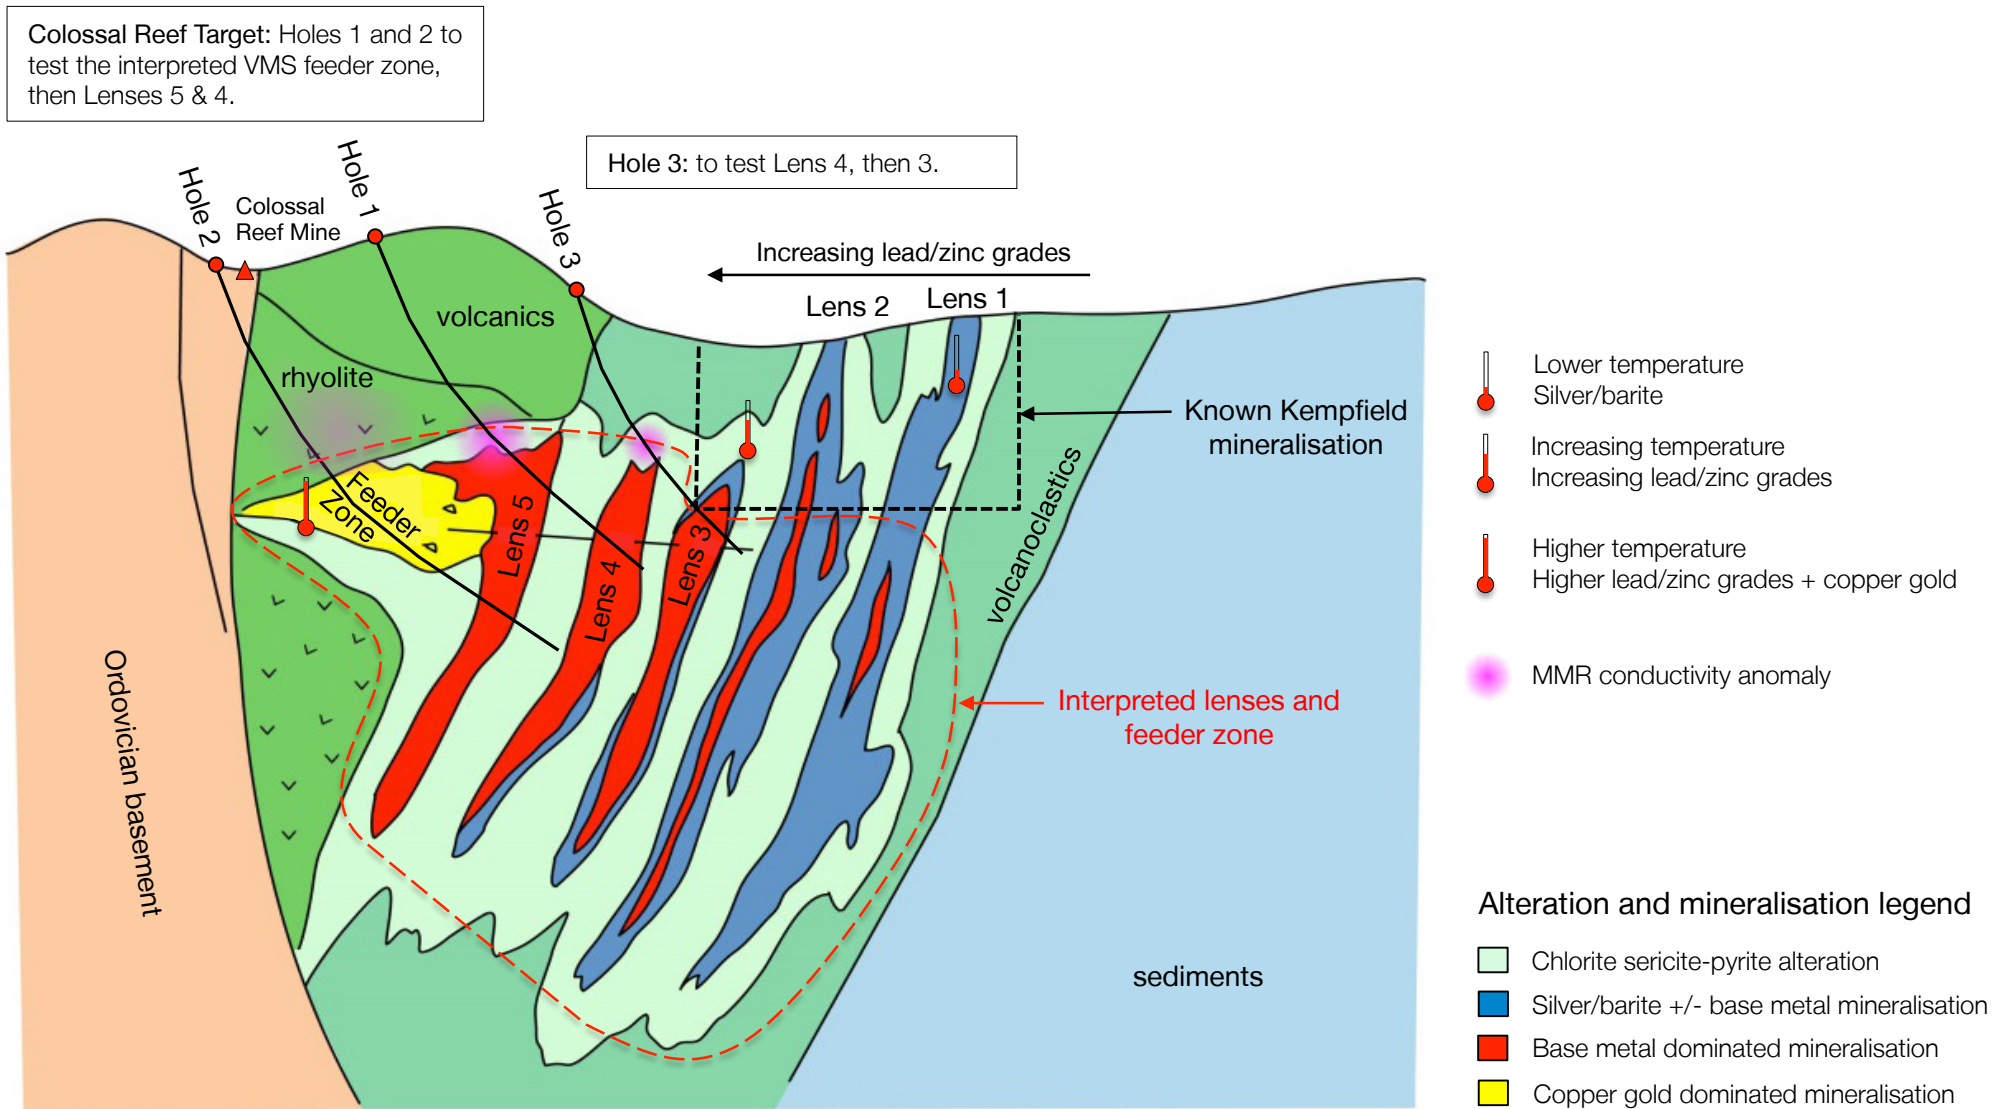 Colossal Reef Target: Holes 1 and 2 to
test the interpreted VMS feeder zone,
then Lenses 5 & 4.
Hole 3: to test Lens 4, then 3.
Hole 2
Colossal
Reef Mine
Hole 1
Hole 3
Increasing lead/zinc grades
Lens 2
Lens 1
volcanics
rhyolite
Feeder
Zone
Lens 5
Lens 4
Lens 3
Known Kempfield
mineralisation
volcanoclastics
Interpreted lenses and
feeder zone
Ordovician basement
sediments
Lower temperature
Silver/barite
Increasing temperature
Increasing lead/zinc grades
Higher temperature
Higher lead/zinc grades + copper gold
MMR conductivity anomaly
Alteration and mineralisation legend
Chlorite sericite-pyrite alteration
Silver/barite +/- base metal mineralisation
Base metal dominated mineralisation
Copper gold dominated mineralisation